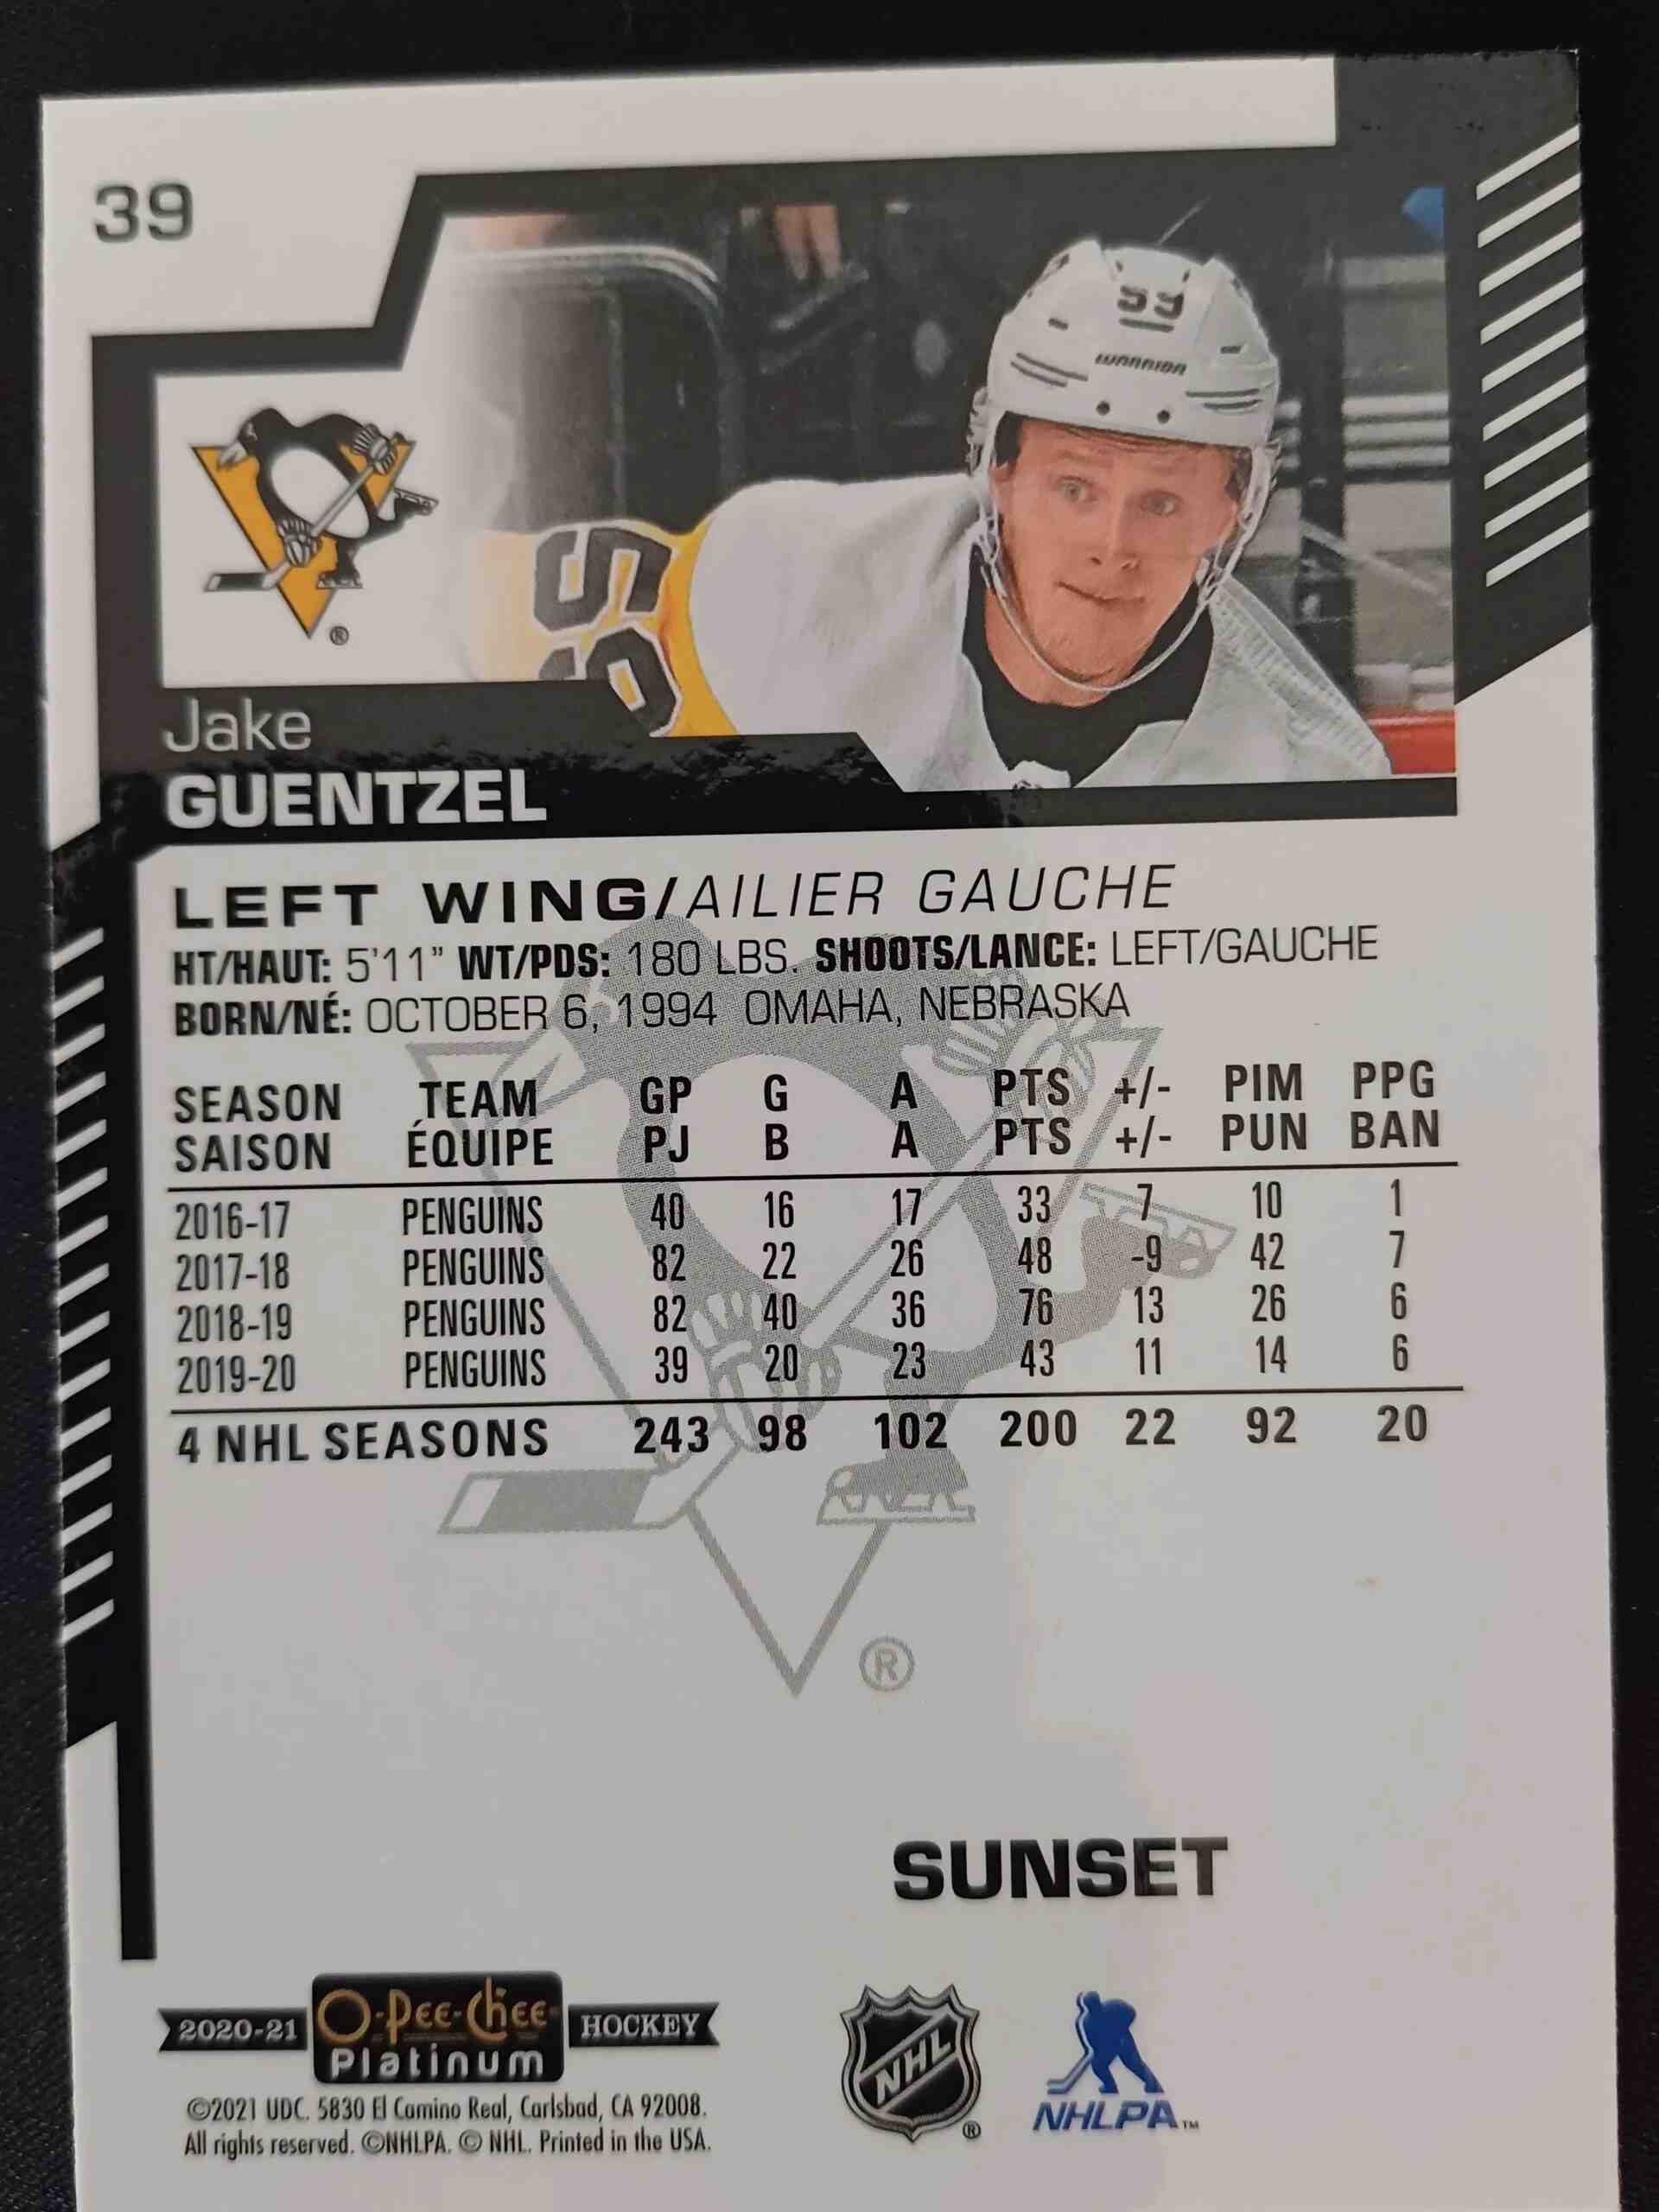 39
59
WARRIOR
59
®
Jake
GUENTZEL
LEFT WING/AILIER GAUCHE
HT/HAUT: 5'11" WT/PDS: 180 LBS. SHOOTS/LANCE: LEFT/GAUCHE
BORN/NÉ: OCTOBER 6, 1994 OMAHA, NEBRASKA
SEASON TEAM GP G A PTS +/- PIM PPG
SAISON ÉQUIPE PJ B A PTS +/- PUN BAN
2016-17 PENGUINS 40 16 17 33 7 10 1
2017-18 PENGUINS 82 22 26 48 -9 42 7
2018-19 PENGUINS 82 40 36 76 13 26 6
2019-20 PENGUINS 39 20 23 43 11 14 6
4 NHL SEASONS 243 98 102 200 22 92 20
®
SUNSET
2020-21 O-Pee-Chee HOCKEY
Platinum
©2021 UDC. 5830 El Camino Real, Carlsbad, CA 92008.
All rights reserved. ©NHLPA. © NHL. Printed in the USA.
NHL ®
NHLPA™